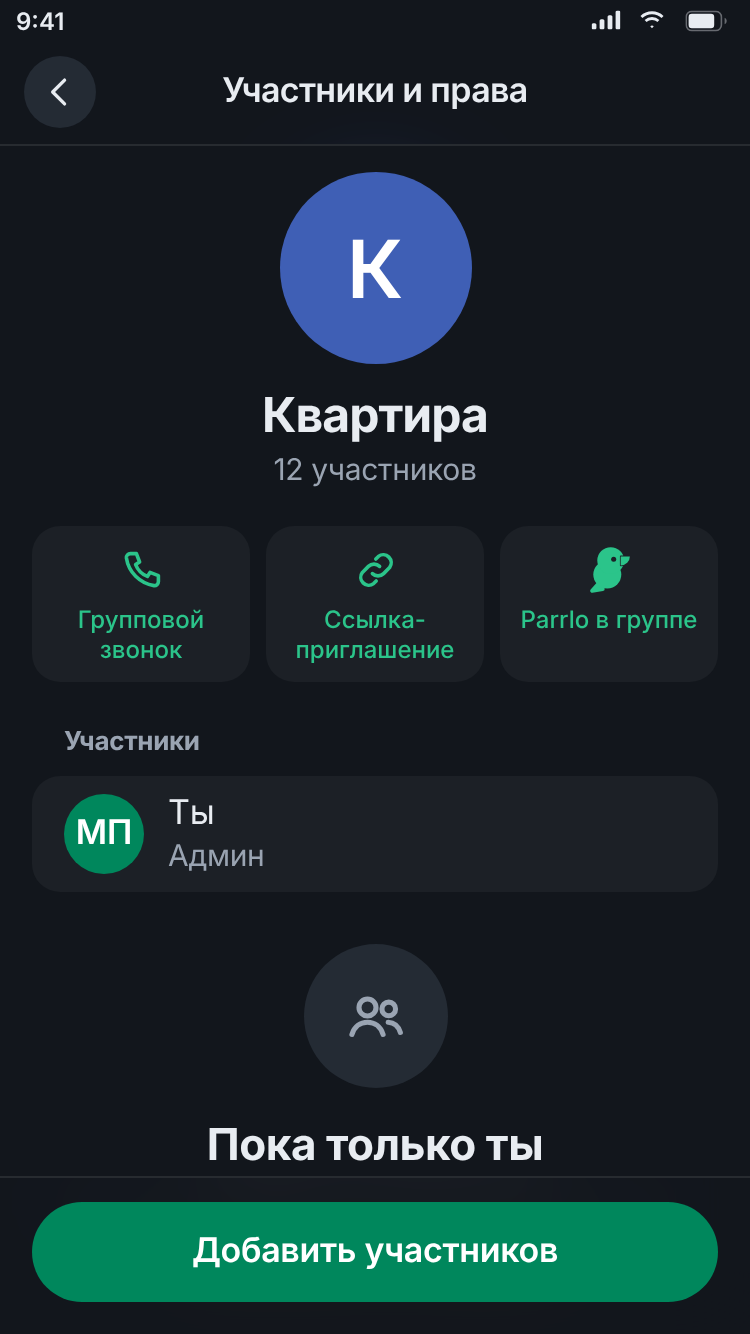 9:41
Участники и права
К
Квартира
12 участников
Групповой
звонок
Ссылка-
приглашение
Parrlo в группе
Участники
МП
Ты
Админ
Пока только ты
Добавить участников